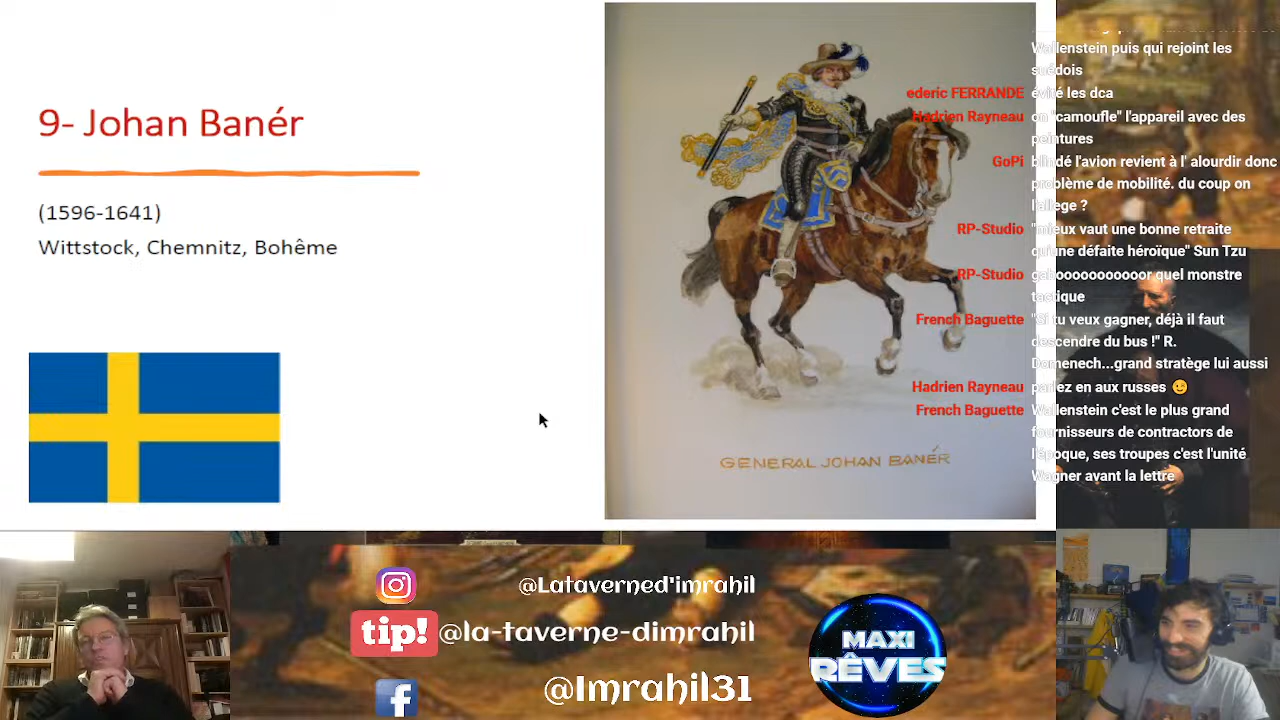 9- Johan Banér
(1596-1641)
Wittstock, Chemnitz, Bohême
GENERAL JOHAN BANÉR
Wallenstein puis qui rejoint les
suédois
ederic FERRANDE évité les dca
Hadrien Rayneau on "camoufle" l'appareil avec des
peintures
GoPi blindé l'avion revient à l' alourdir donc
problème de mobilité. du coup on
l'allege ?
RP-Studio "mieux vaut une bonne retraite
qu'une défaite héroïque" Sun Tzu
RP-Studio gabooooooooooor quel monstre
tactique
French Baguette "Si tu veux gagner, déjà il faut
descendre du bus !" R.
Domenech...grand stratège lui aussi
Hadrien Rayneau parlez en aux russes 😉
French Baguette Wallenstein c'est le plus grand
fournisseurs de contractors de
l'époque, ses troupes c'est l'unité
Wagner avant la lettre
@Lataverned'imrahil
tip! @la-taverne-dimrahil
@Imrahil31
MAXI
RÊVES